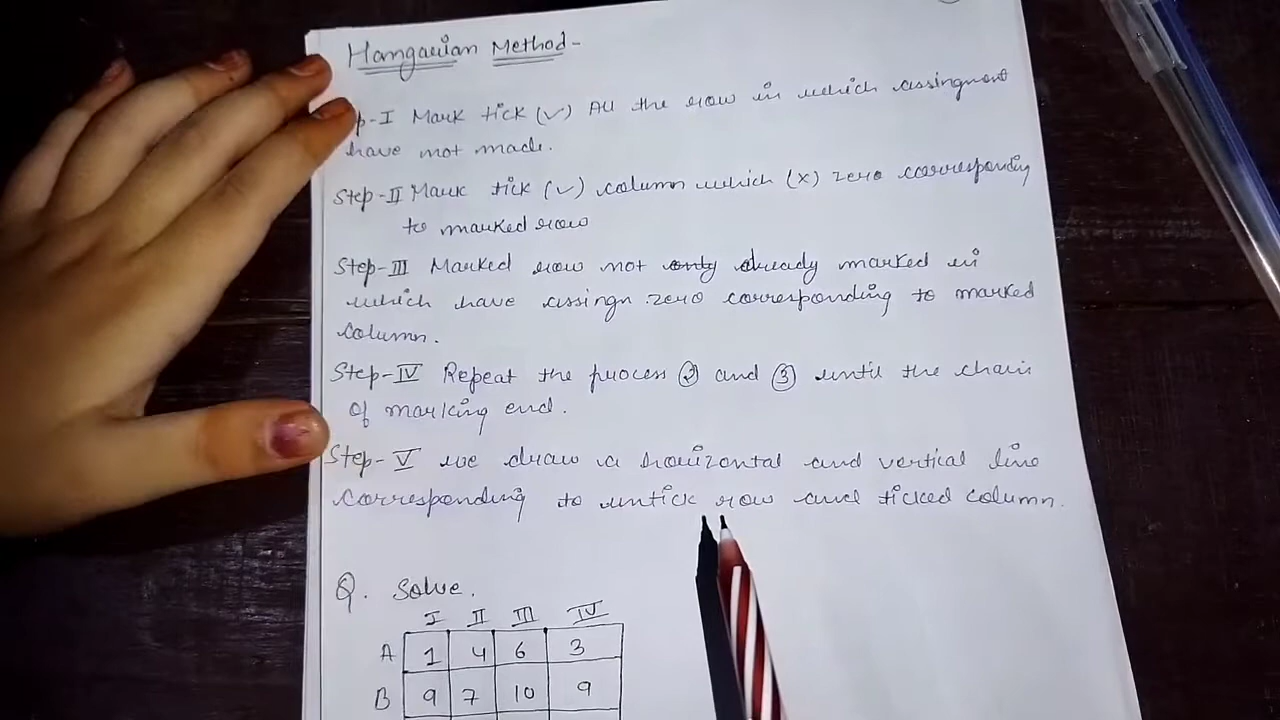 Hangarian Method-
p-I Mark tick (✓) All the row in which assingment
have not made.
Step-II Mark tick (✓) column which (x) zero corresponding
to marked row
Step-III Marked row not only already marked in
which have assingn zero corresponding to marked
column.
Step-IV Repeat the process ② and ③ until the chain
of marking end.
Step-V we draw a horizontal and vertical line
corresponding to untick row and ticked column.
Q. Solve.
I II III IV
A 1 4 6 3
B 9 7 10 9